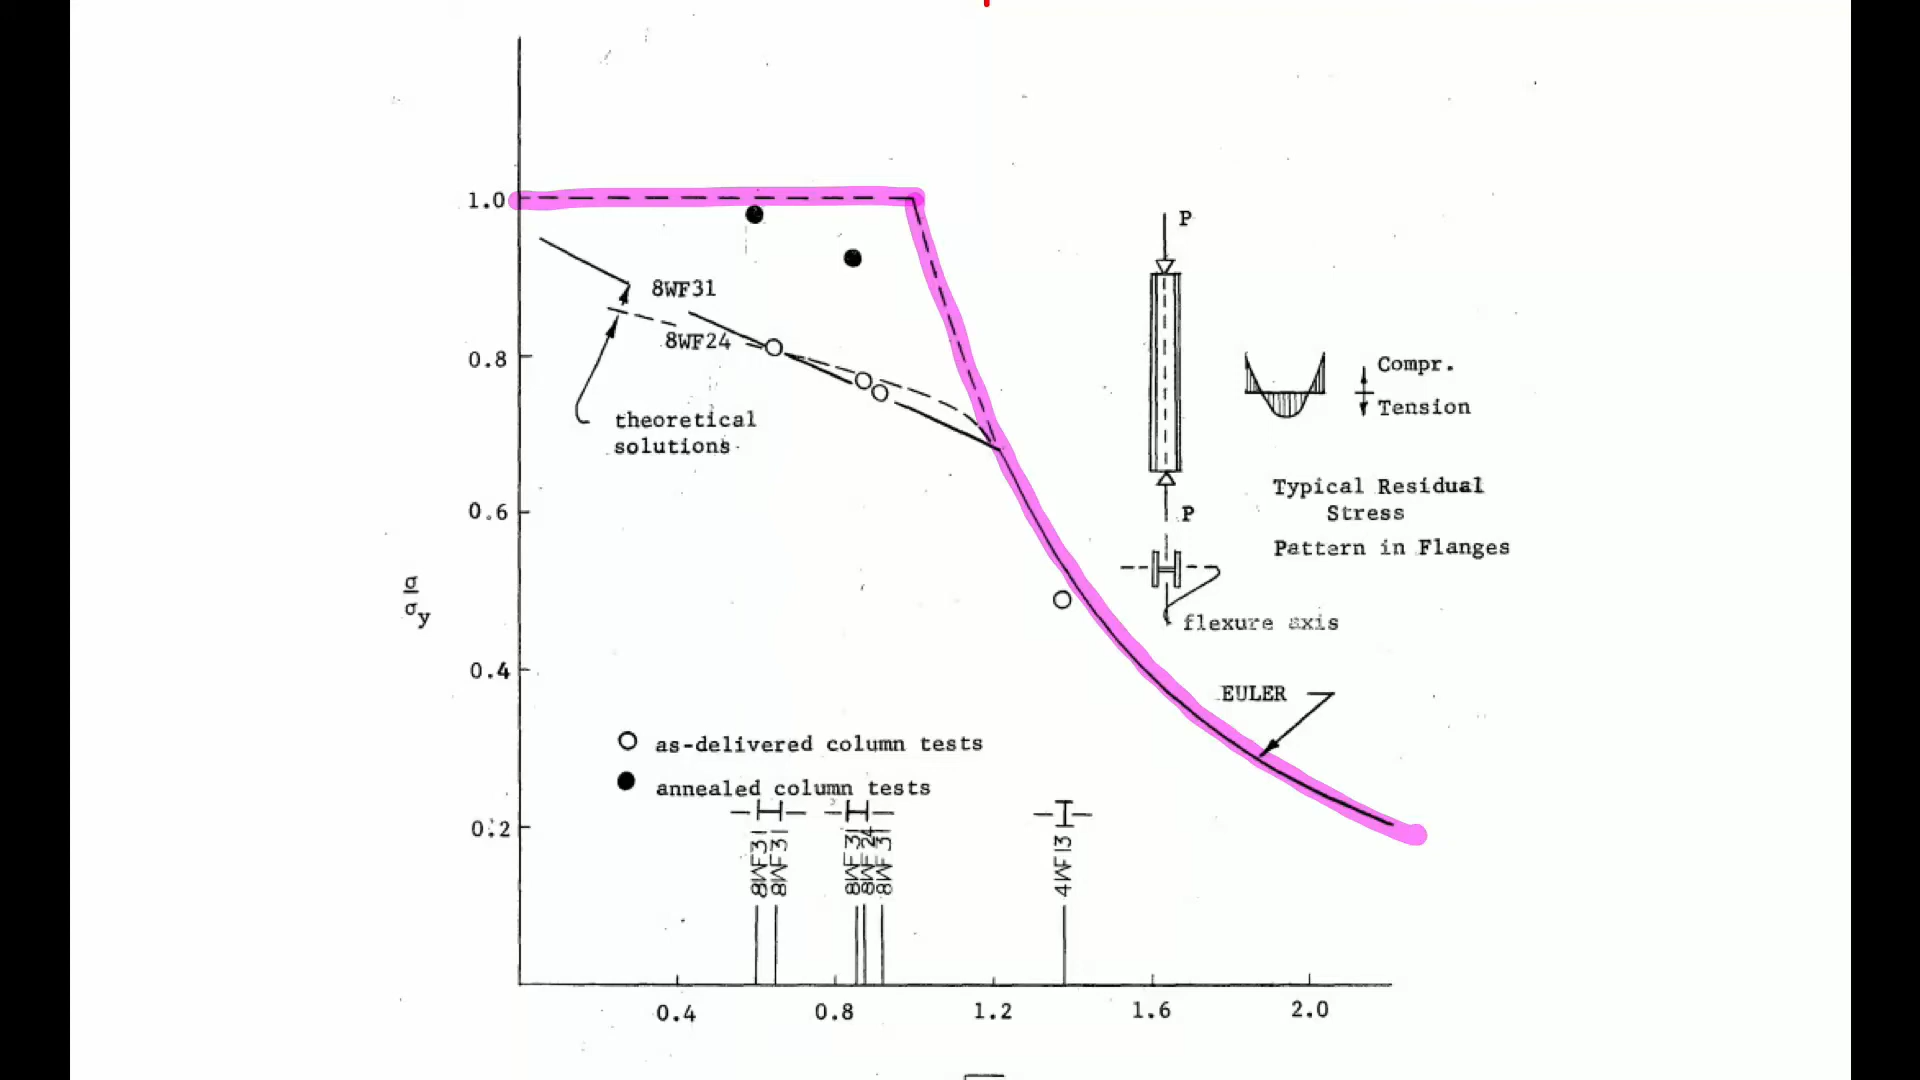 1.0
P
8WF31
8WF24
0.8
Compr.
Tension
theoretical
solutions
Typical Residual
Stress
Pattern in Flanges
0.6
P
σ
σy
flexure axis
0.4
EULER
as-delivered column tests
annealed column tests
0.2
8WF31
8WF31
8WF31
8WF24
8WF31
4WF13
0.4
0.8
1.2
1.6
2.0